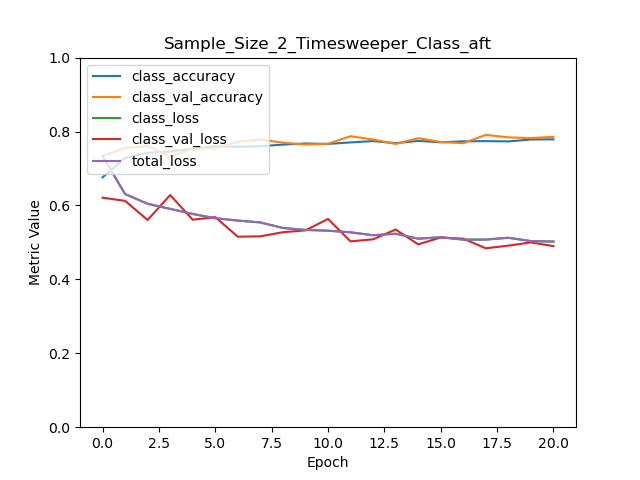 Sample_Size_2_Timesweeper_Class_aft
class_accuracy
class_val_accuracy
class_loss
class_val_loss
total_loss
1.0
0.8
0.6
0.4
0.2
0.0
Metric Value
0.0 2.5 5.0 7.5 10.0 12.5 15.0 17.5 20.0
Epoch